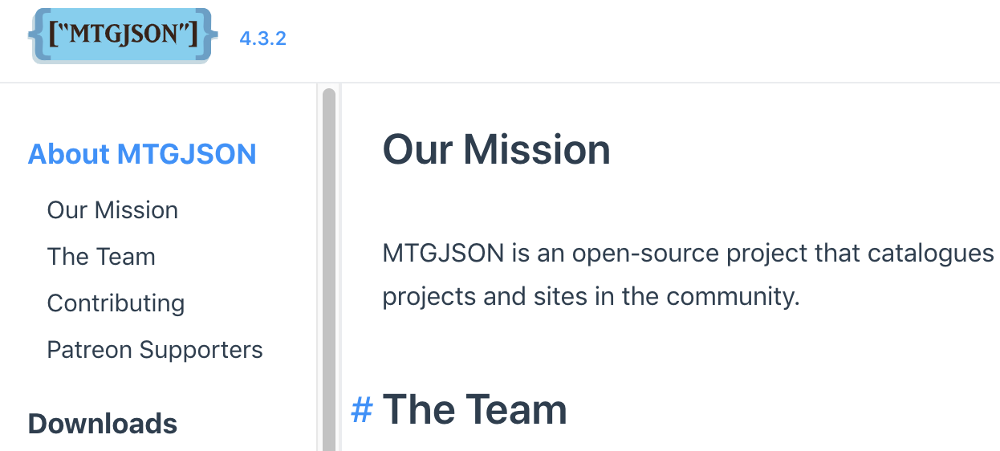 ["MTGJSON"]
4.3.2
About MTGJSON
Our Mission
The Team
Contributing
Patreon Supporters
Downloads
Our Mission
MTGJSON is an open-source project that catalogues
projects and sites in the community.
# The Team